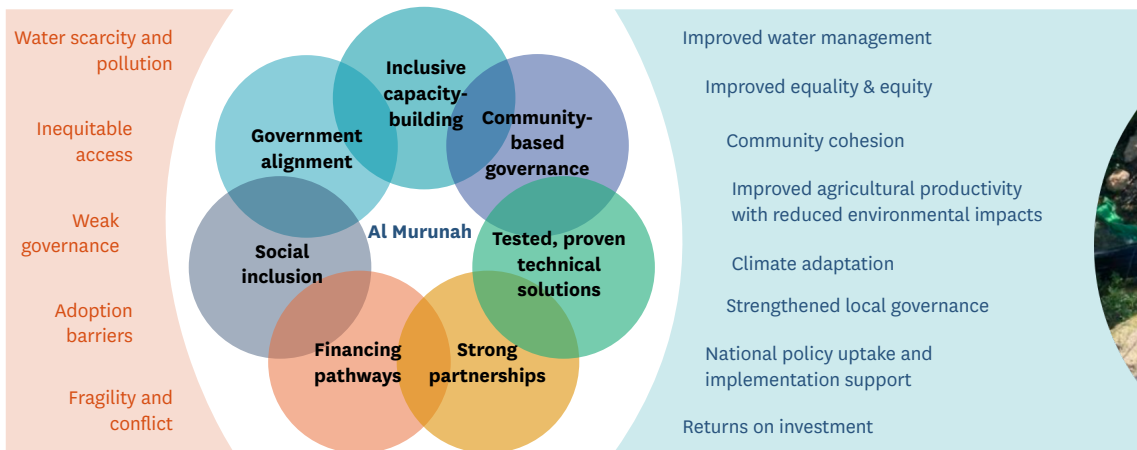 Water scarcity and
pollution
Inequitable
access
Weak
governance
Adoption
barriers
Fragility and
conflict
Inclusive
capacity-
building
Community-
based
governance
Government
alignment
Al Murunah
Tested, proven
technical
solutions
Social
inclusion
Financing
pathways
Strong
partnerships
Improved water management
Improved equality & equity
Community cohesion
Improved agricultural productivity
with reduced environmental impacts
Climate adaptation
Strengthened local governance
National policy uptake and
implementation support
Returns on investment